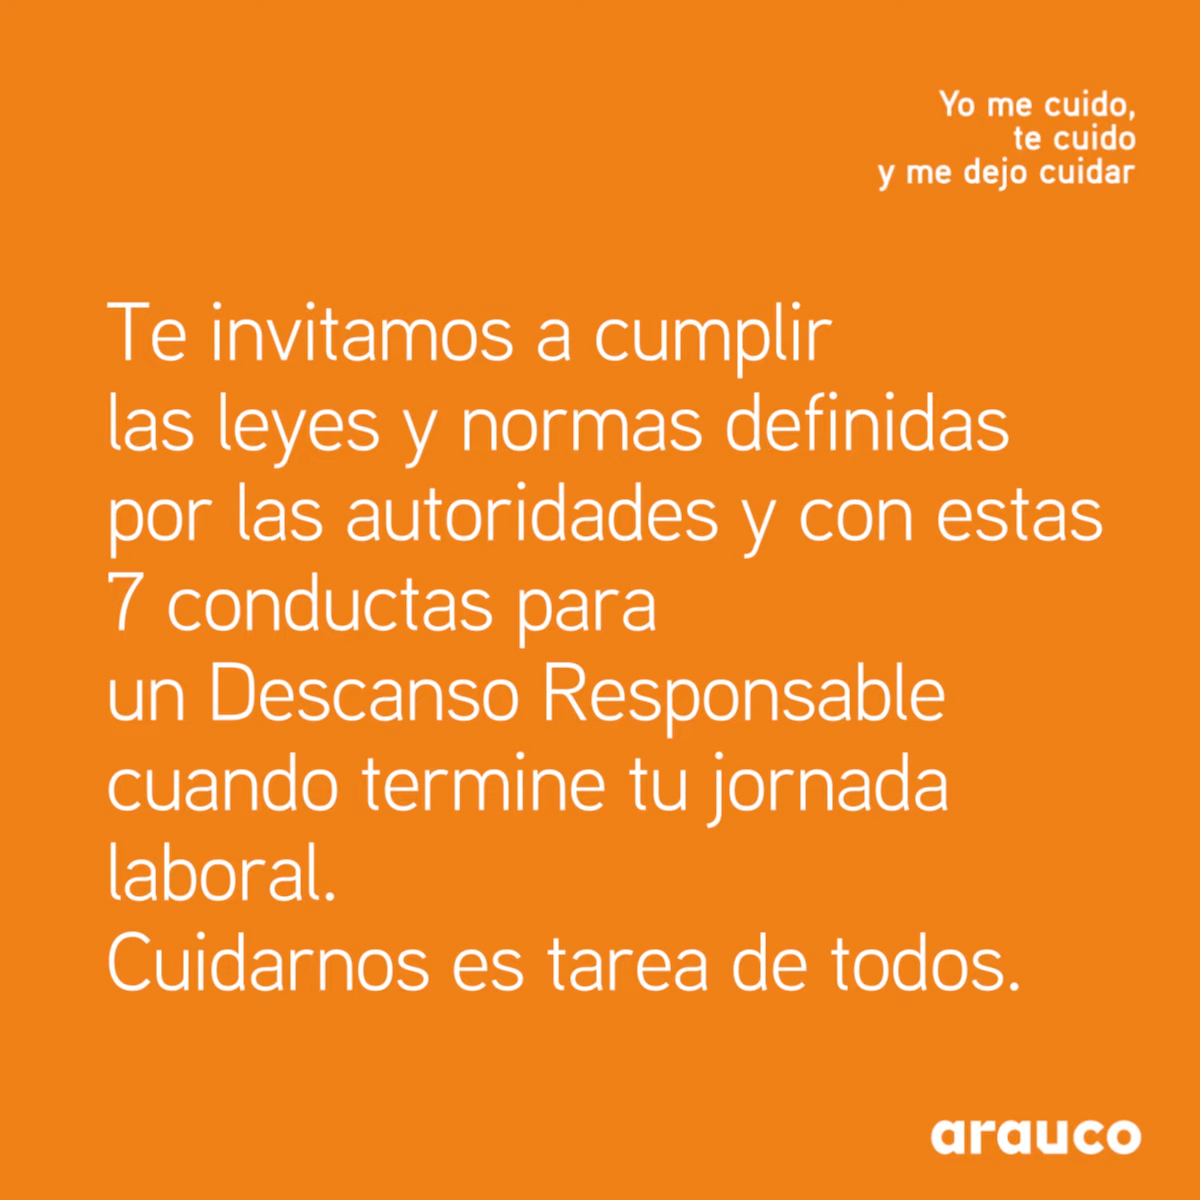 Yo me cuido,
te cuido
y me dejo cuidar
Te invitamos a cumplir
las leyes y normas definidas
por las autoridades y con estas
7 conductas para
un Descanso Responsable
cuando termine tu jornada
laboral.
Cuidarnos es tarea de todos.
arauco